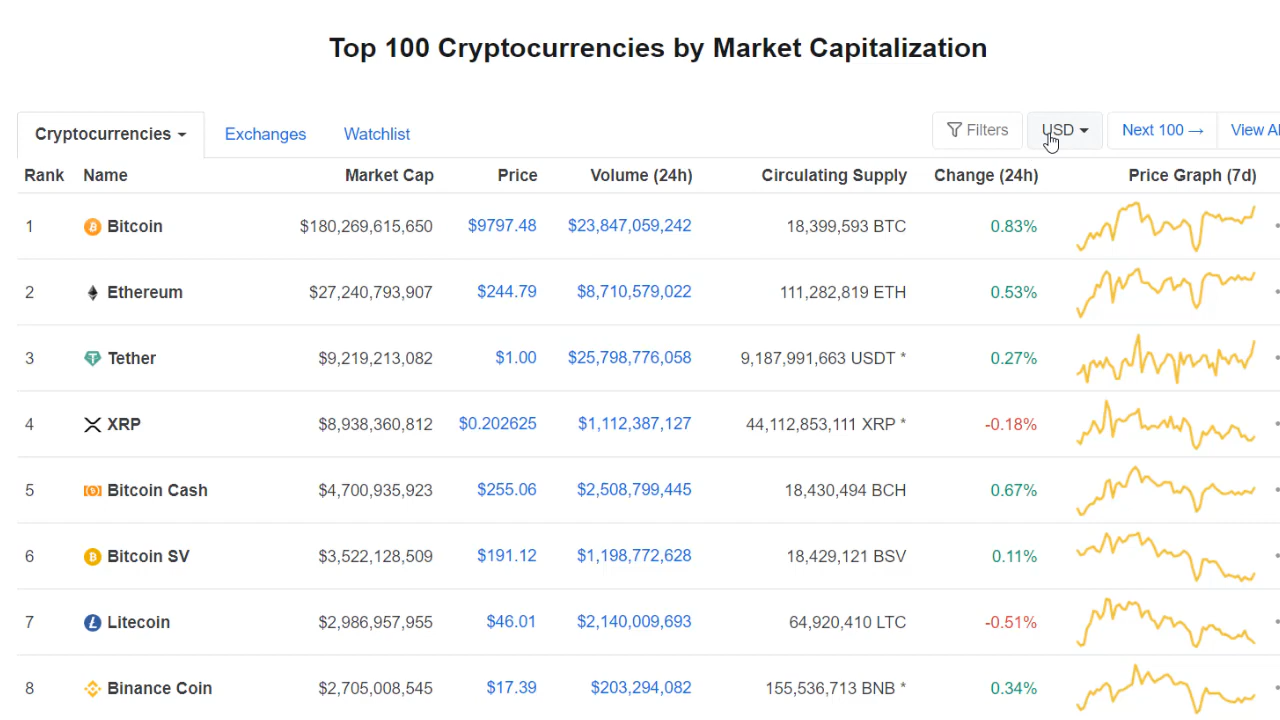 Top 100 Cryptocurrencies by Market Capitalization
Cryptocurrencies Exchanges Watchlist Filters USD Next 100 → View Al
Rank Name Market Cap Price Volume (24h) Circulating Supply Change (24h) Price Graph (7d)
1 Bitcoin $180,269,615,650 $9797.48 $23,847,059,242 18,399,593 BTC 0.83%
2 Ethereum $27,240,793,907 $244.79 $8,710,579,022 111,282,819 ETH 0.53%
3 Tether $9,219,213,082 $1.00 $25,798,776,058 9,187,991,663 USDT * 0.27%
4 XRP $8,938,360,812 $0.202625 $1,112,387,127 44,112,853,111 XRP * -0.18%
5 Bitcoin Cash $4,700,935,923 $255.06 $2,508,799,445 18,430,494 BCH 0.67%
6 Bitcoin SV $3,522,128,509 $191.12 $1,198,772,628 18,429,121 BSV 0.11%
7 Litecoin $2,986,957,955 $46.01 $2,140,009,693 64,920,410 LTC -0.51%
8 Binance Coin $2,705,008,545 $17.39 $203,294,082 155,536,713 BNB * 0.34%